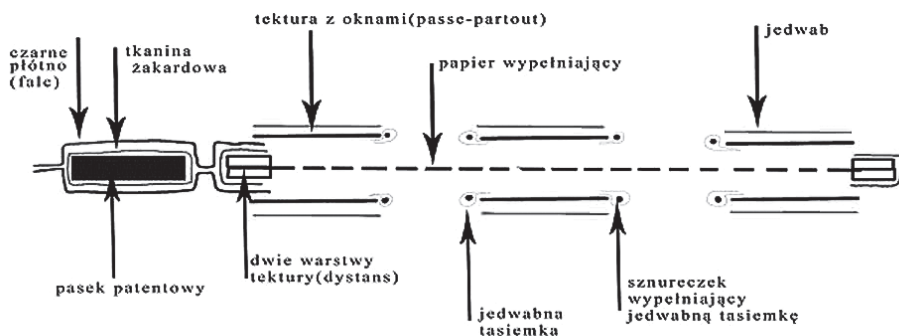 tektura z oknami(passe-partout)
jedwab
czarne
płótno
(falc)
tkanina
żakardowa
papier wypełniający
pasek patentowy
dwie warstwy
tektury(dystans)
jedwabna
tasiemka
sznureczek
wypełniający
jedwabną tasiemkę